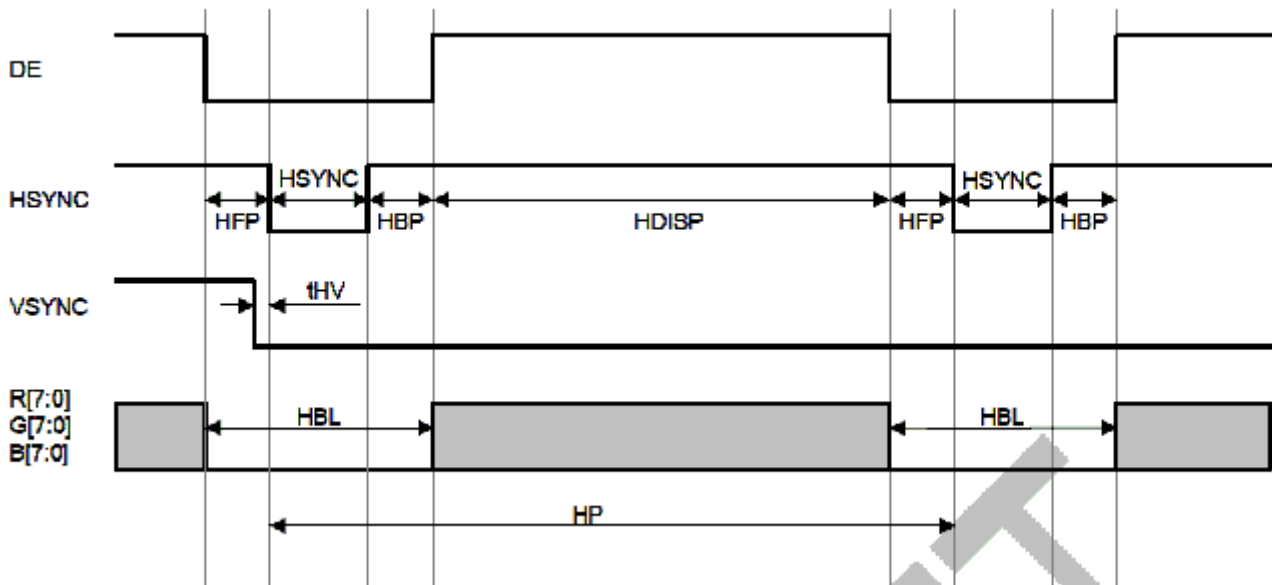 DE
HSYNC
HSYNC
HSYNC
HFP
HBP
HDISP
HFP
HBP
VSYNC
tHV
R[7:0]
G[7:0]
B[7:0]
HBL
HBL
HP